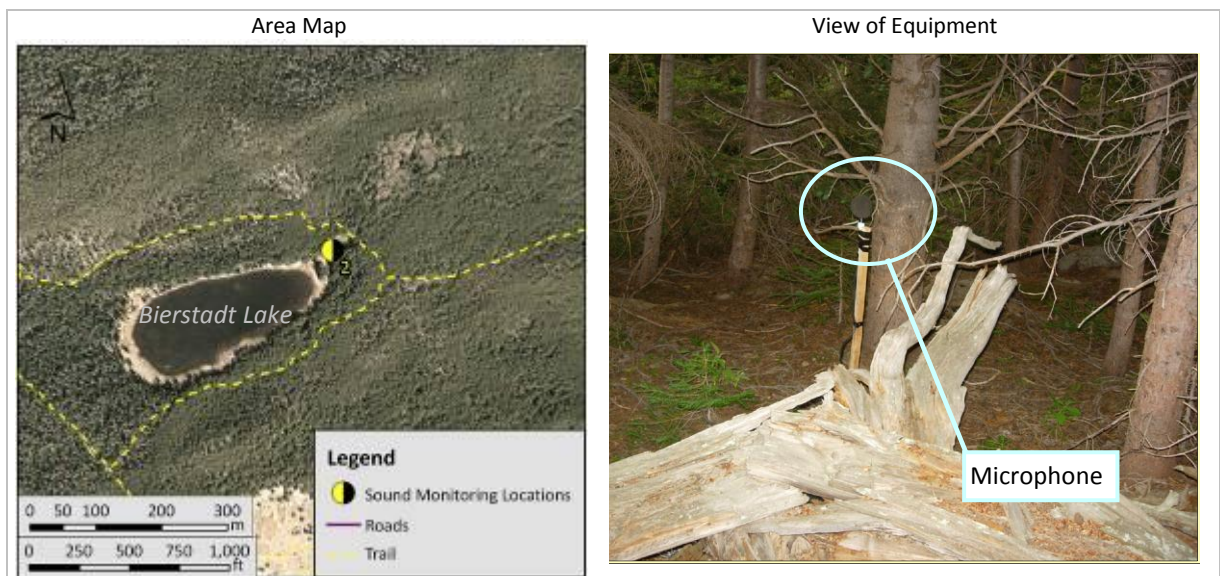 Area Map
View of Equipment
N
2
Bierstadt Lake
Legend
Sound Monitoring Locations
Roads
Trail
0 50 100 200 300
m
0 250 500 750 1,000
ft
Microphone